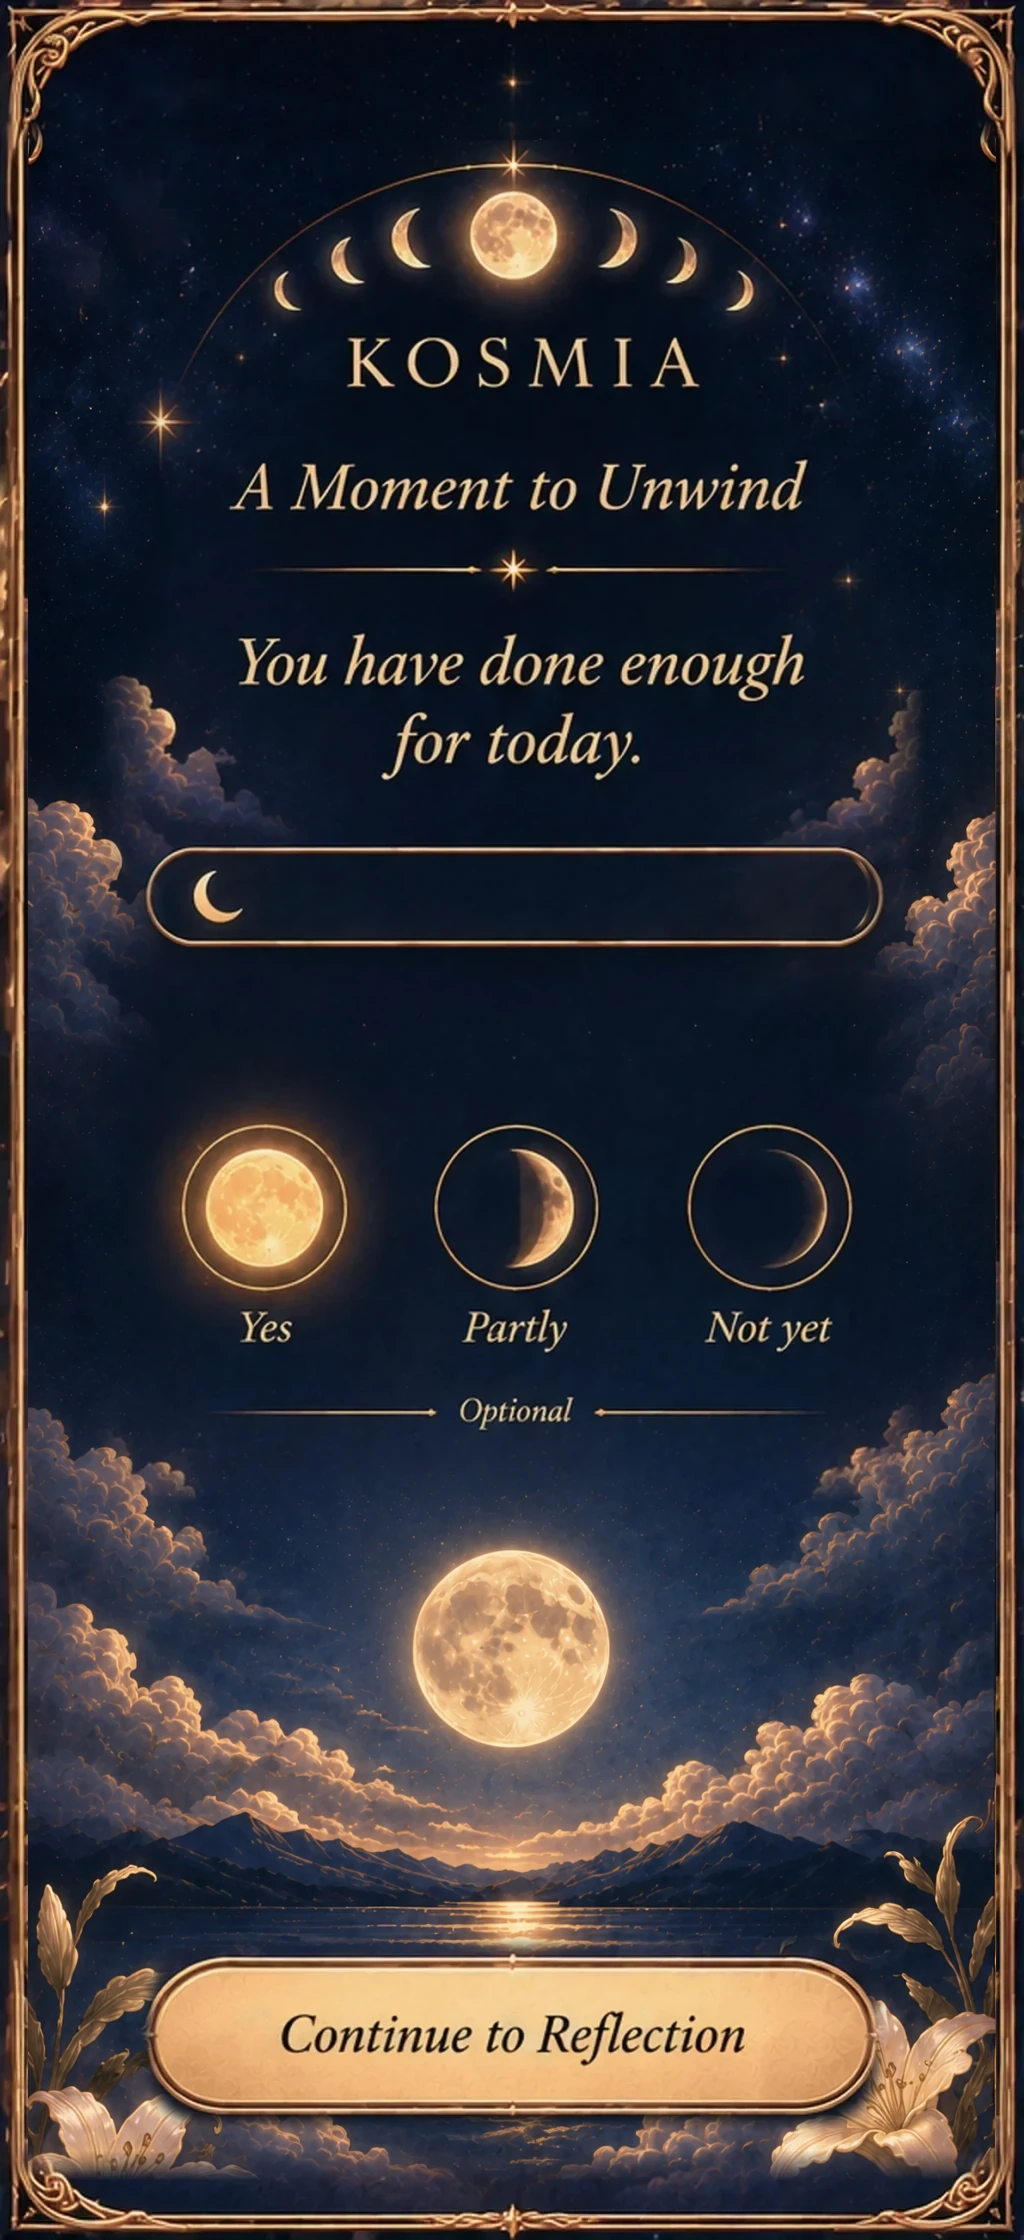 KOSMIA
A Moment to Unwind
You have done enough
for today.
Yes
Partly
Not yet
Optional
Continue to Reflection